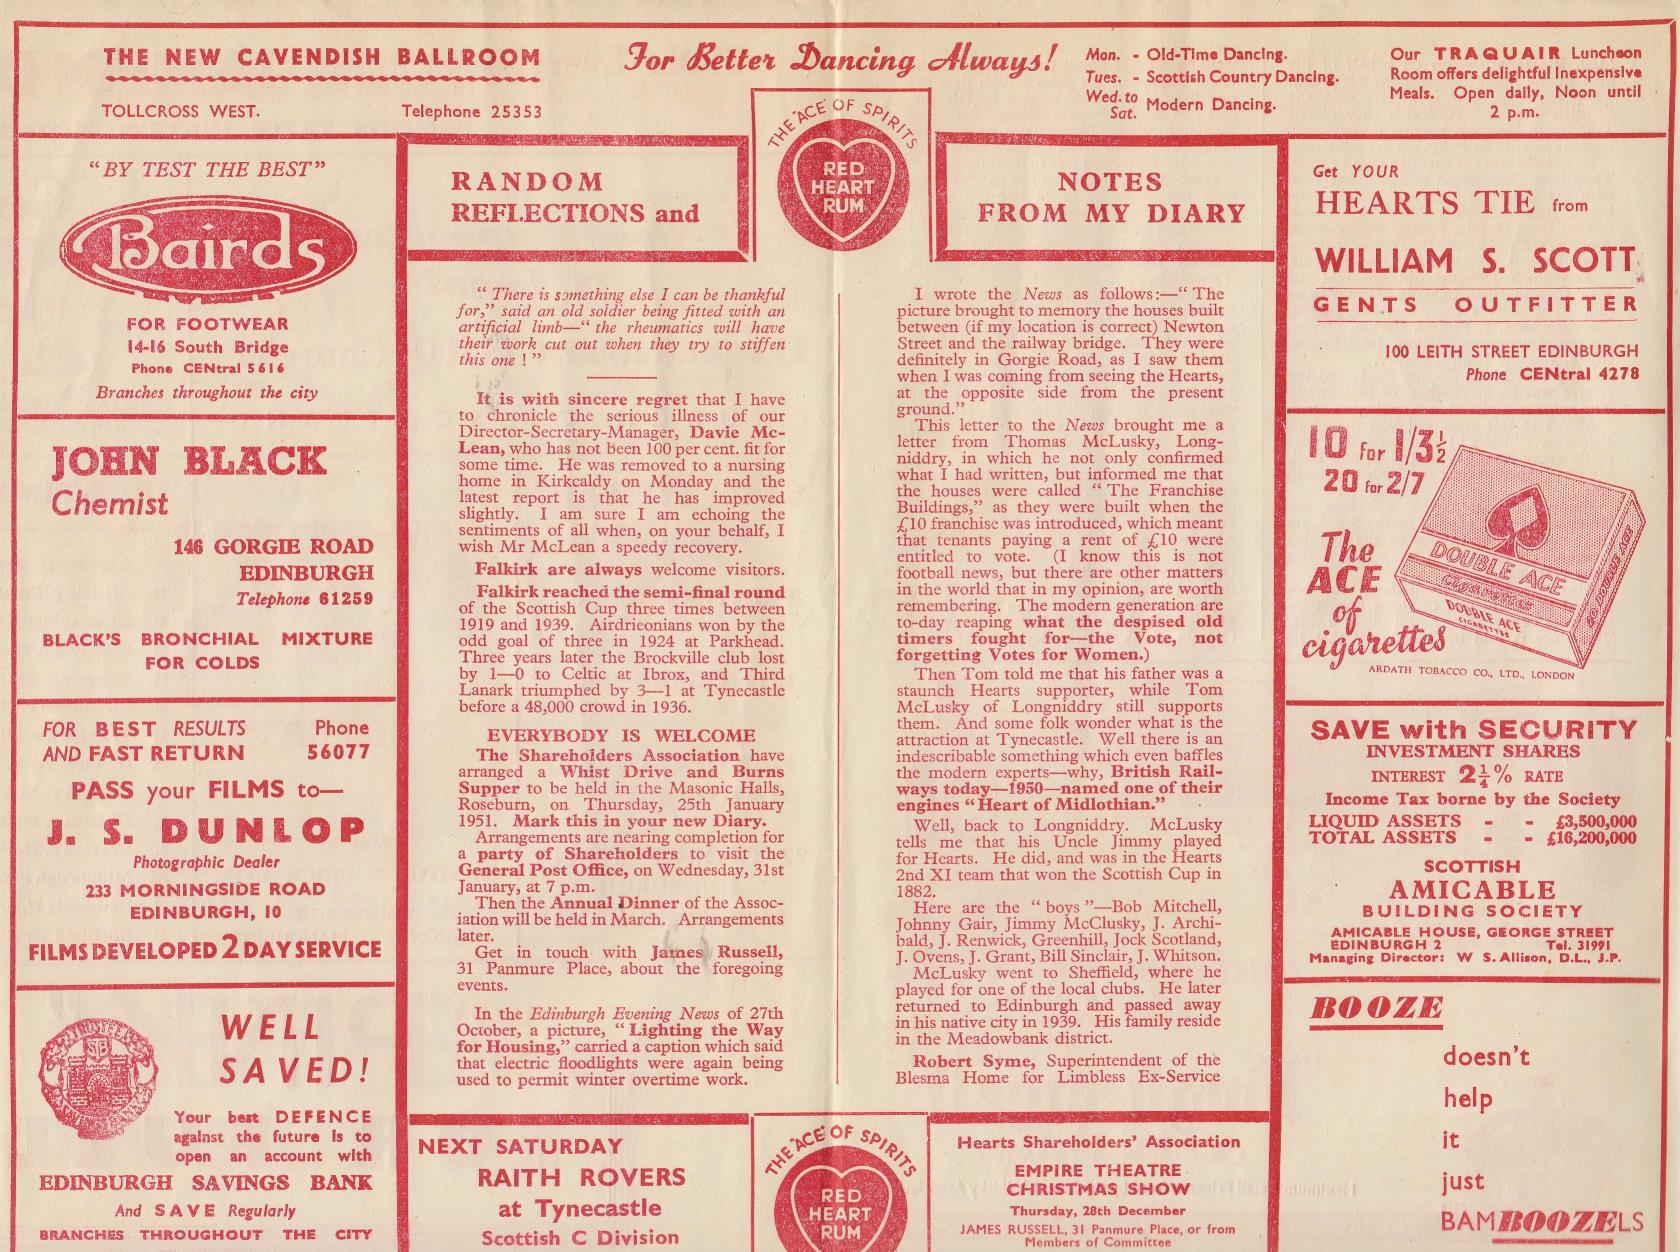 THE NEW CAVENDISH BALLROOM
TOLLCROSS WEST. Telephone 25353
For Better Dancing Always!
Mon. - Old-Time Dancing.
Tues. - Scottish Country Dancing.
Wed. to Sat. Modern Dancing.
Our TRAQUAIR Luncheon
Room offers delightful Inexpensive
Meals. Open daily, Noon until
2 p.m.
"BY TEST THE BEST"
Bairds
FOR FOOTWEAR
14-16 South Bridge
Phone CENtral 5616
Branches throughout the city
JOHN BLACK
Chemist
146 GORGIE ROAD
EDINBURGH
Telephone 61259
BLACK'S BRONCHIAL MIXTURE
FOR COLDS
FOR BEST RESULTS Phone
AND FAST RETURN 56077
PASS your FILMS to—
J. S. DUNLOP
Photographic Dealer
233 MORNINGSIDE ROAD
EDINBURGH, 10
FILMS DEVELOPED 2 DAY SERVICE
WELL
SAVED!
Your best DEFENCE
against the future is to
open an account with
EDINBURGH SAVINGS BANK
And SAVE Regularly
BRANCHES THROUGHOUT THE CITY
RANDOM
REFLECTIONS and
THE "ACE" OF SPIRITS
RED
HEART
RUM
NOTES
FROM MY DIARY
" There is something else I can be thankful
for," said an old soldier being fitted with an
artificial limb—" the rheumatics will have
their work cut out when they try to stiffen
this one ! "
It is with sincere regret that I have
to chronicle the serious illness of our
Director-Secretary-Manager, Davie Mc-
Lean, who has not been 100 per cent. fit for
some time. He was removed to a nursing
home in Kirkcaldy on Monday and the
latest report is that he has improved
slightly. I am sure I am echoing the
sentiments of all when, on your behalf, I
wish Mr McLean a speedy recovery.
Falkirk are always welcome visitors.
Falkirk reached the semi-final round
of the Scottish Cup three times between
1919 and 1939. Airdrieonians won by the
odd goal of three in 1924 at Parkhead.
Three years later the Brockville club lost
by 1—0 to Celtic at Ibrox, and Third
Lanark triumphed by 3—1 at Tynecastle
before a 48,000 crowd in 1936.
EVERYBODY IS WELCOME
The Shareholders Association have
arranged a Whist Drive and Burns
Supper to be held in the Masonic Halls,
Roseburn, on Thursday, 25th January
1951. Mark this in your new Diary.
Arrangements are nearing completion for
a party of Shareholders to visit the
General Post Office, on Wednesday, 31st
January, at 7 p.m.
Then the Annual Dinner of the Assoc-
iation will be held in March. Arrangements
later.
Get in touch with James Russell,
31 Panmure Place, about the foregoing
events.
In the Edinburgh Evening News of 27th
October, a picture, " Lighting the Way
for Housing," carried a caption which said
that electric floodlights were again being
used to permit winter overtime work.
I wrote the News as follows:—" The
picture brought to memory the houses built
between (if my location is correct) Newton
Street and the railway bridge. They were
definitely in Gorgie Road, as I saw them
when I was coming from seeing the Hearts,
at the opposite side from the present
ground."
This letter to the News brought me a
letter from Thomas McLusky, Long-
niddry, in which he not only confirmed
what I had written, but informed me that
the houses were called " The Franchise
Buildings," as they were built when the
£10 franchise was introduced, which meant
that tenants paying a rent of £10 were
entitled to vote. (I know this is not
football news, but there are other matters
in the world that in my opinion, are worth
remembering. The modern generation are
to-day reaping what the despised old
timers fought for—the Vote, not
forgetting Votes for Women.)
Then Tom told me that his father was a
staunch Hearts supporter, while Tom
McLusky of Longniddry still supports
them. And some folk wonder what is the
attraction at Tynecastle. Well there is an
indescribable something which even baffles
the modern experts—why, British Rail-
ways today—1950—named one of their
engines "Heart of Midlothian."
Well, back to Longniddry. McLusky
tells me that his Uncle Jimmy played
for Hearts. He did, and was in the Hearts
2nd XI team that won the Scottish Cup in
1882.
Here are the " boys "—Bob Mitchell,
Johnny Gair, Jimmy McClusky, J. Archi-
bald, J. Renwick, Greenhill, Jock Scotland,
J. Ovens, J. Grant, Bill Sinclair, J. Whitson.
McLusky went to Sheffield, where he
played for one of the local clubs. He later
returned to Edinburgh and passed away
in his native city in 1939. His family reside
in the Meadowbank district.
Robert Syme, Superintendent of the
Blesma Home for Limbless Ex-Service
NEXT SATURDAY
RAITH ROVERS
at Tynecastle
Scottish C Division
THE "ACE" OF SPIRITS
RED
HEART
RUM
Hearts Shareholders' Association
EMPIRE THEATRE
CHRISTMAS SHOW
Thursday, 28th December
JAMES RUSSELL, 31 Panmure Place, or from
Members of Committee
Get YOUR
HEARTS TIE from
WILLIAM S. SCOTT
GENTS OUTFITTER
100 LEITH STREET EDINBURGH
Phone CENtral 4278
10 for 1/3½
20 for 2/7
The
ACE
of
cigarettes
DOUBLE ACE
Cigarettes
DOUBLE ACE
CIGARETTES
20 DOUBLE ACE
ARDATH TOBACCO CO., LTD., LONDON
SAVE with SECURITY
INVESTMENT SHARES
INTEREST 2¼% RATE
Income Tax borne by the Society
LIQUID ASSETS - - £3,500,000
TOTAL ASSETS - - £16,200,000
SCOTTISH
AMICABLE
BUILDING SOCIETY
AMICABLE HOUSE, GEORGE STREET
EDINBURGH 2 Tel. 31991
Managing Director: W S. Allison, D.L., J.P.
BOOZE
doesn't
help
it
just
BAMBOOZELS